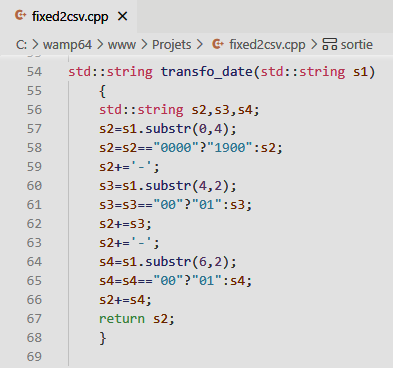 fixed2csv.cpp
C: > wamp64 > www > Projets > fixed2csv.cpp > sortie
54 std::string transfo_date(std::string s1)
55 {
56 std::string s2,s3,s4;
57 s2=s1.substr(0,4);
58 s2=s2=="0000"?"1900":s2;
59 s2+='-';
60 s3=s1.substr(4,2);
61 s3=s3=="00"?"01":s3;
62 s2+=s3;
63 s2+='-';
64 s4=s1.substr(6,2);
65 s4=s4=="00"?"01":s4;
66 s2+=s4;
67 return s2;
68 }
69